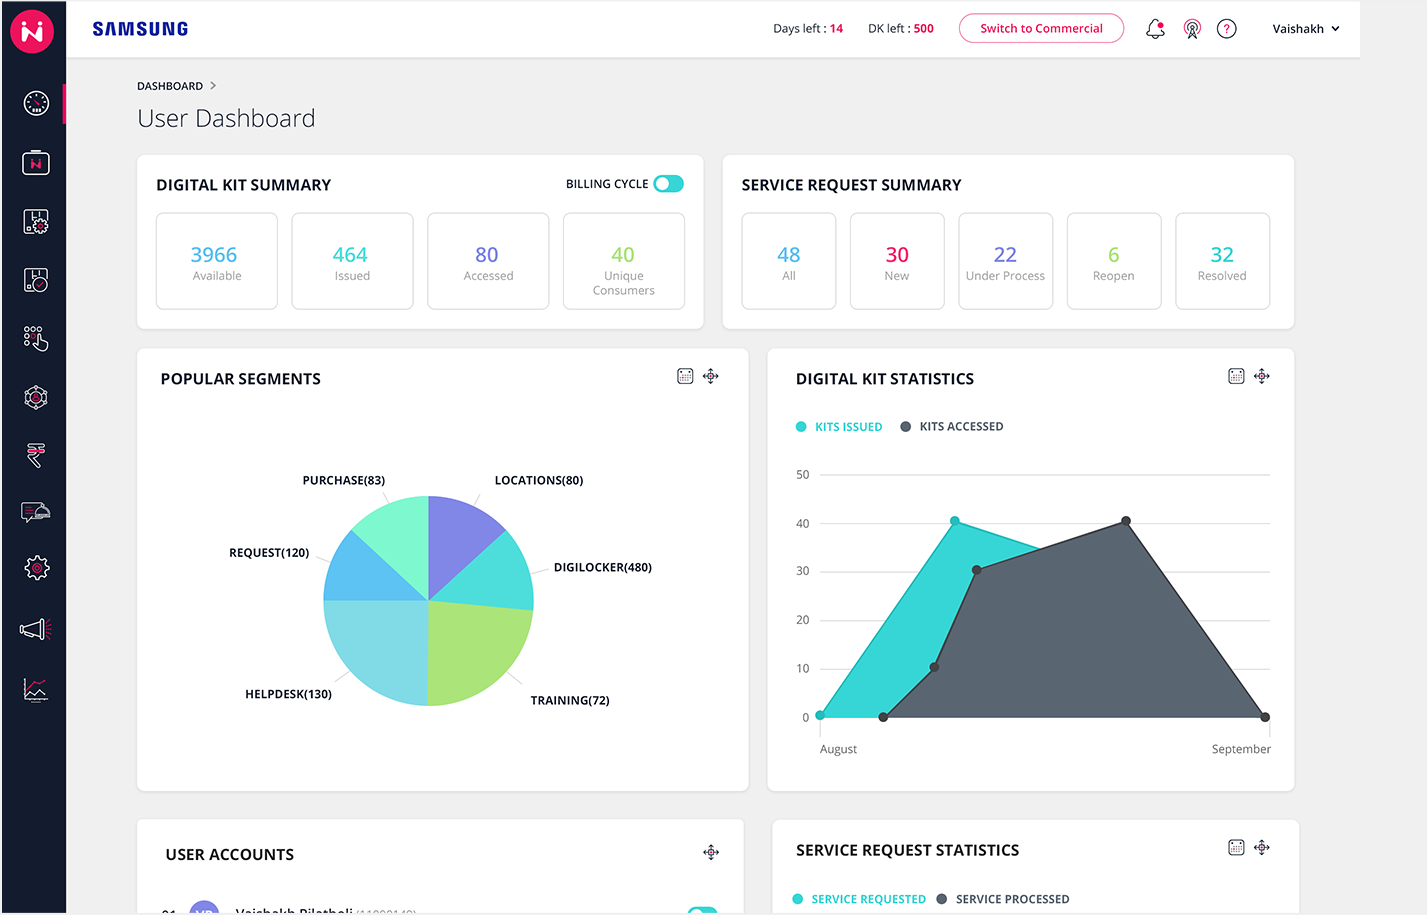 SAMSUNG
Days left : 14
DK left : 500
Switch to Commercial
?
Vaishakh
DASHBOARD >
User Dashboard
DIGITAL KIT SUMMARY
BILLING CYCLE
3966
Available
464
Issued
80
Accessed
40
Unique
Consumers
SERVICE REQUEST SUMMARY
48
All
30
New
22
Under Process
6
Reopen
32
Resolved
POPULAR SEGMENTS
PURCHASE(83)
LOCATIONS(80)
REQUEST(120)
DIGILOCKER(480)
HELPDESK(130)
TRAINING(72)
DIGITAL KIT STATISTICS
KITS ISSUED
KITS ACCESSED
50
40
30
20
10
0
August
September
USER ACCOUNTS
Vaishakh Pilatholi
SERVICE REQUEST STATISTICS
SERVICE REQUESTED
SERVICE PROCESSED